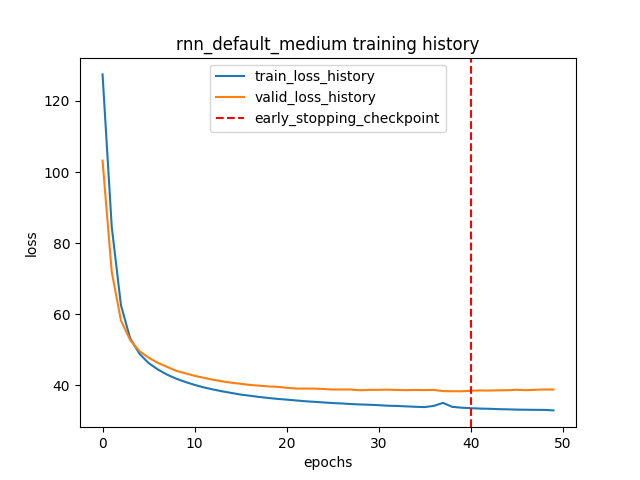 rnn_default_medium training history
train_loss_history
valid_loss_history
early_stopping_checkpoint
120
100
80
60
40
loss
0 10 20 30 40 50
epochs